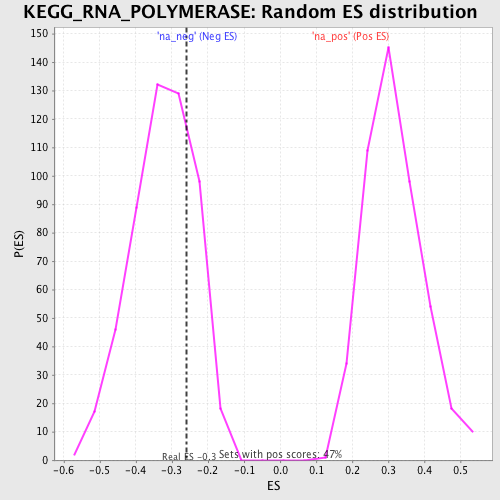 KEGG_RNA_POLYMERASE: Random ES distribution
'na_neg' (Neg ES)
'na_pos' (Pos ES)
150
140
130
120
110
100
90
80
70
60
50
40
30
20
10
0
P(ES)
Real ES -0.3
Sets with pos scores: 47%
-0.6 -0.5 -0.4 -0.3 -0.2 -0.1 0.0 0.1 0.2 0.3 0.4 0.5
ES